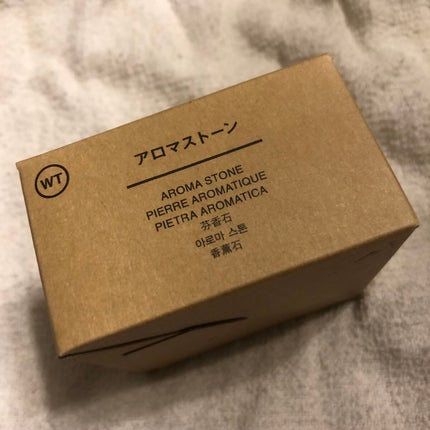 WT
アロマストーン
AROMA STONE
PIERRE AROMATIQUE
PIETRA AROMATICA
芬香石
아로마 스톤
香薰石